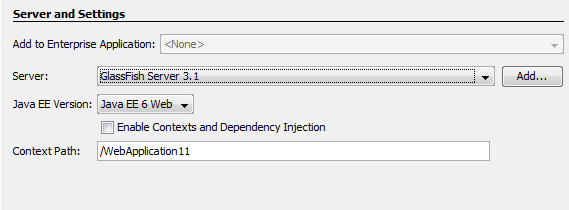 Server and Settings
Add to Enterprise Application: <None>
Server: GlassFish Server 3.1 Add...
Java EE Version: Java EE 6 Web
Enable Contexts and Dependency Injection
Context Path: /WebApplication11